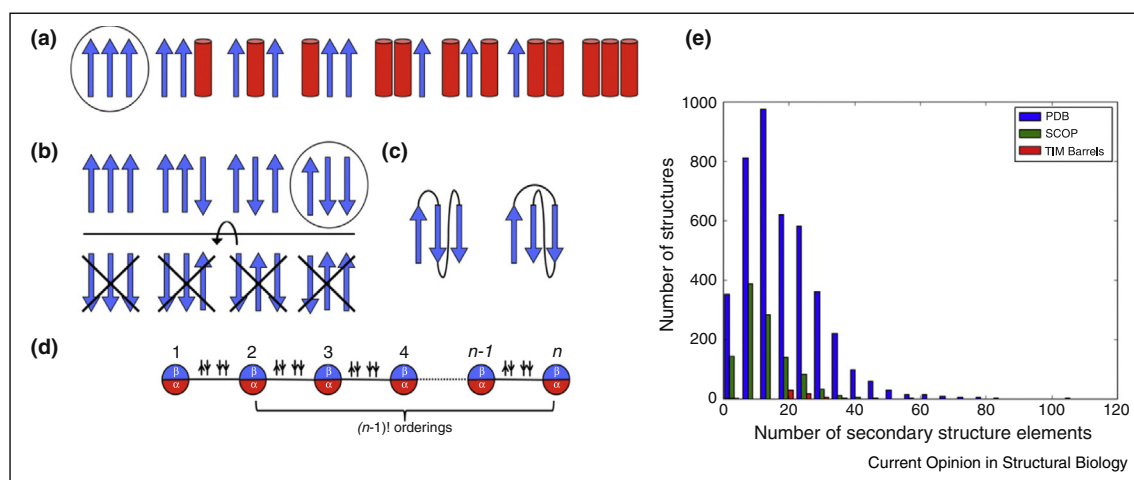 (a)
(b)
(c)
(d)
1 2 3 4 n-1 n
β β β β β β
α α α α α α
(n-1)! orderings
(e)
1000
800
600
400
200
0
Number of structures
PDB
SCOP
TIM Barrels
0 20 40 60 80 100 120
Number of secondary structure elements
Current Opinion in Structural Biology